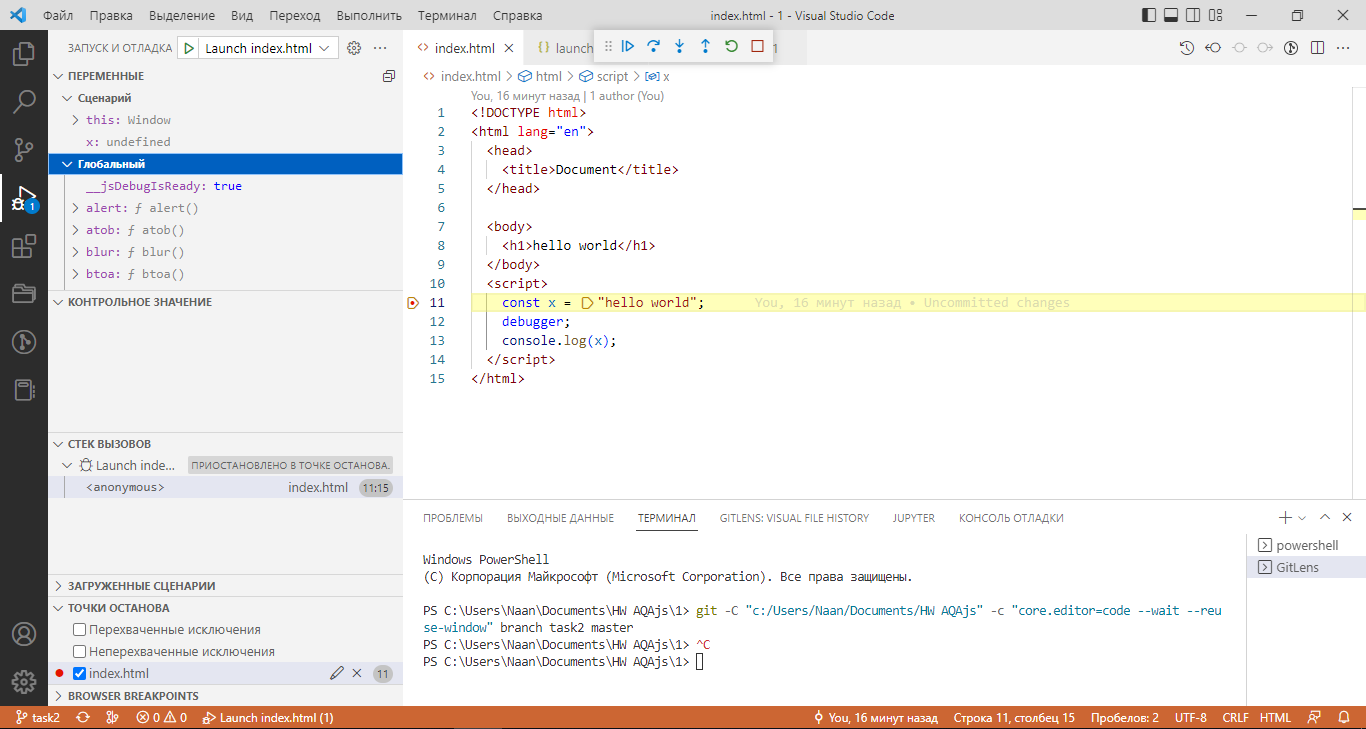 Файл Правка Выделение Вид Переход Выполнить Терминал Справка index.html - 1 - Visual Studio Code
ЗАПУСК И ОТЛАДКА Launch index.html
index.html launch
1
index.html > html > script > x
ПЕРЕМЕННЫЕ
Сценарий
this: Window
x: undefined
Глобальный
__jsDebugIsReady: true
alert: ƒ alert()
atob: ƒ atob()
blur: ƒ blur()
btoa: ƒ btoa()
КОНТРОЛЬНОЕ ЗНАЧЕНИЕ
СТЕК ВЫЗОВОВ
Launch inde... ПРИОСТАНОВЛЕНО В ТОЧКЕ ОСТАНОВА.
<anonymous> index.html 11:15
ЗАГРУЖЕННЫЕ СЦЕНАРИИ
ТОЧКИ ОСТАНОВА
Перехваченные исключения
Неперехваченные исключения
index.html 11
BROWSER BREAKPOINTS
You, 16 минут назад | 1 author (You)
1 <!DOCTYPE html>
2 <html lang="en">
3 <head>
4 <title>Document</title>
5 </head>
6
7 <body>
8 <h1>hello world</h1>
9 </body>
10 <script>
11 const x = "hello world"; You, 16 минут назад • Uncommitted changes
12 debugger;
13 console.log(x);
14 </script>
15 </html>
ПРОБЛЕМЫ ВЫХОДНЫЕ ДАННЫЕ ТЕРМИНАЛ GITLENS: VISUAL FILE HISTORY JUPYTER КОНСОЛЬ ОТЛАДКИ
Windows PowerShell
(C) Корпорация Майкрософт (Microsoft Corporation). Все права защищены.
PS C:\Users\Naan\Documents\HW AQAjs\1> git -C "c:/Users/Naan/Documents/HW AQAjs" -c "core.editor=code --wait --reu
se-window" branch task2 master
PS C:\Users\Naan\Documents\HW AQAjs\1> ^C
PS C:\Users\Naan\Documents\HW AQAjs\1>
powershell
GitLens
1
task2 0 0 Launch index.html (1) You, 16 минут назад Строка 11, столбец 15 Пробелов: 2 UTF-8 CRLF HTML